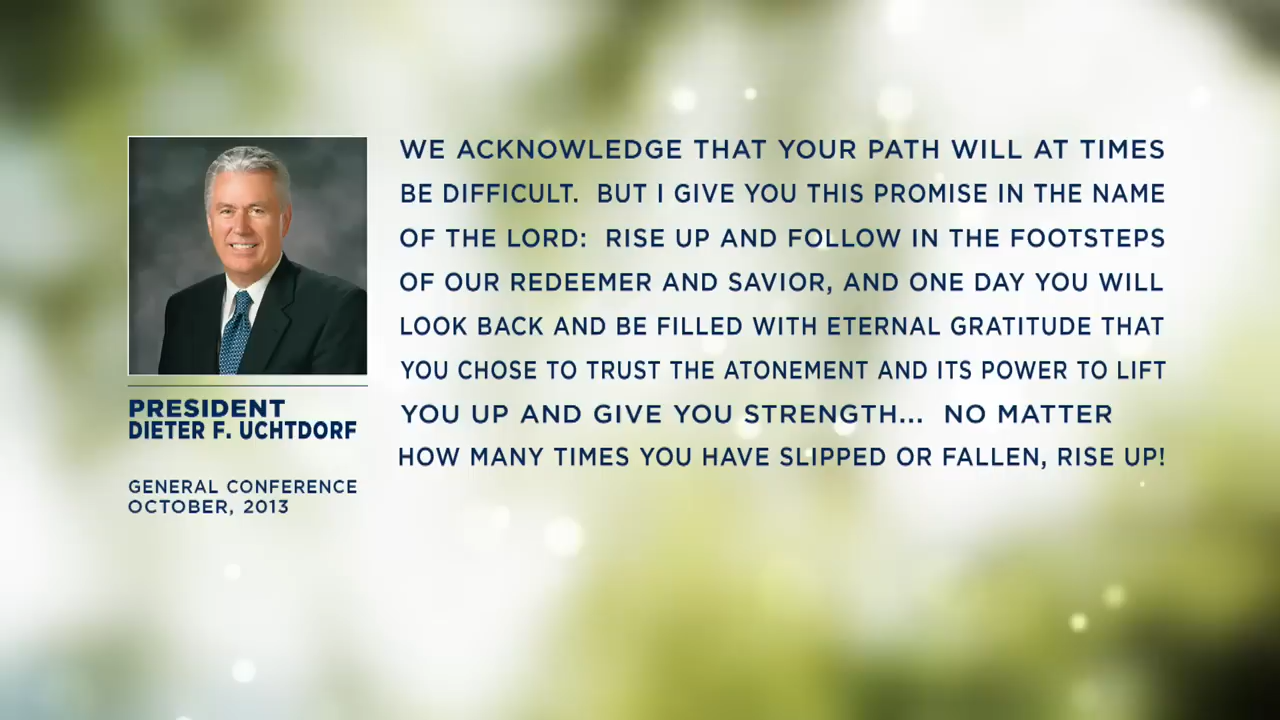 WE ACKNOWLEDGE THAT YOUR PATH WILL AT TIMES
BE DIFFICULT. BUT I GIVE YOU THIS PROMISE IN THE NAME
OF THE LORD: RISE UP AND FOLLOW IN THE FOOTSTEPS
OF OUR REDEEMER AND SAVIOR, AND ONE DAY YOU WILL
LOOK BACK AND BE FILLED WITH ETERNAL GRATITUDE THAT
YOU CHOSE TO TRUST THE ATONEMENT AND ITS POWER TO LIFT
YOU UP AND GIVE YOU STRENGTH... NO MATTER
HOW MANY TIMES YOU HAVE SLIPPED OR FALLEN, RISE UP!
PRESIDENT
DIETER F. UCHTDORF
GENERAL CONFERENCE
OCTOBER, 2013